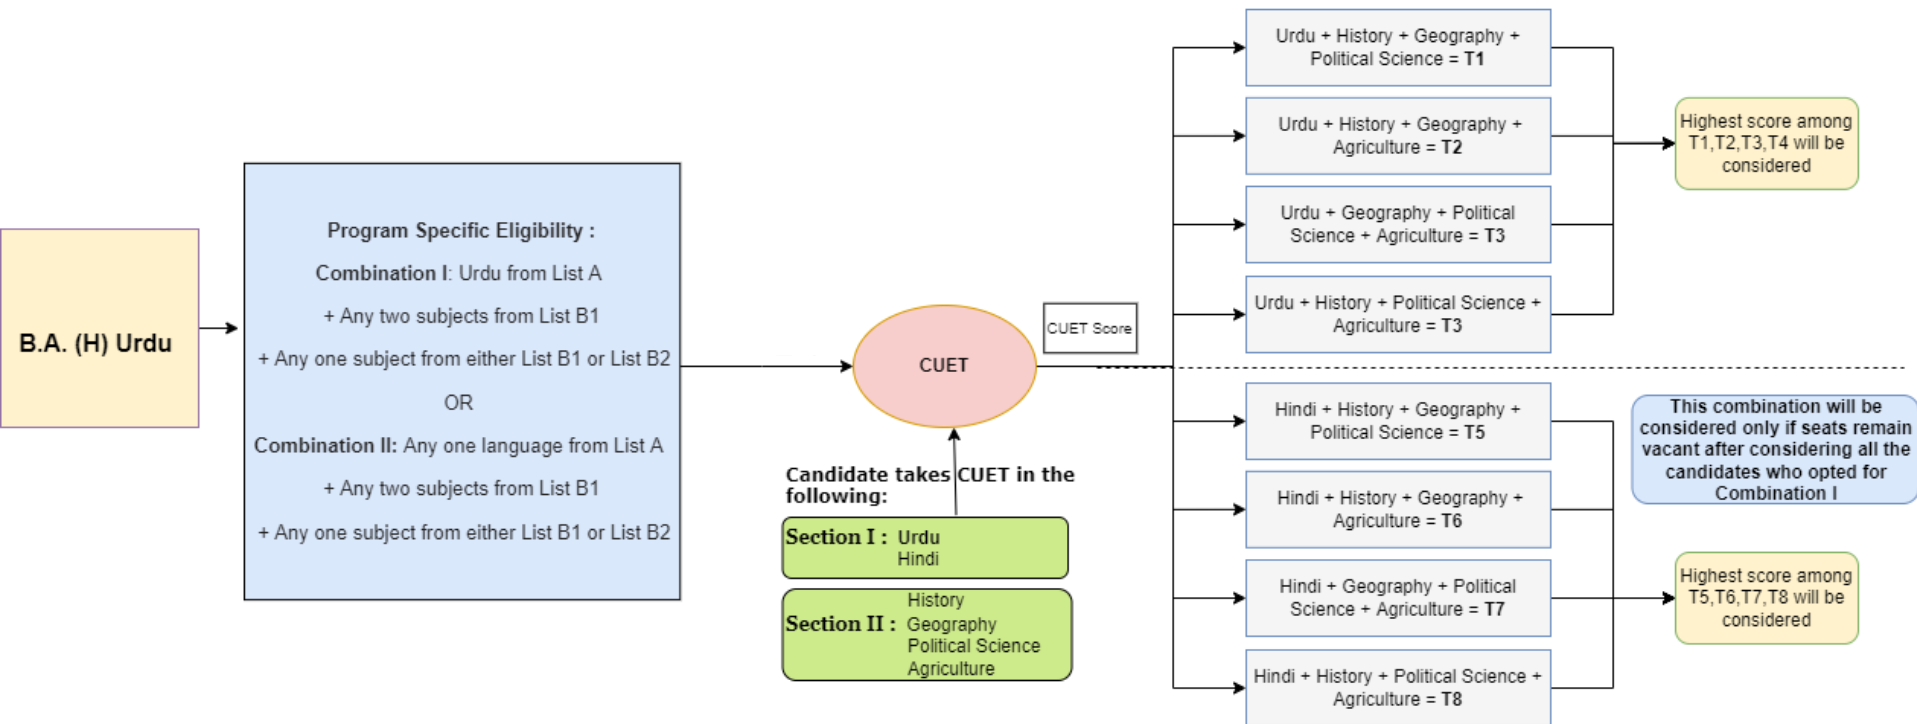 B.A. (H) Urdu
Program Specific Eligibility :
Combination I: Urdu from List A
+ Any two subjects from List B1
+ Any one subject from either List B1 or List B2
OR
Combination II: Any one language from List A
+ Any two subjects from List B1
+ Any one subject from either List B1 or List B2
CUET
CUET Score
Candidate takes CUET in the
following:
Section I : Urdu
Hindi
History
Section II : Geography
Political Science
Agriculture
Urdu + History + Geography +
Political Science = T1
Urdu + History + Geography +
Agriculture = T2
Urdu + Geography + Political
Science + Agriculture = T3
Urdu + History + Political Science +
Agriculture = T3
Highest score among
T1,T2,T3,T4 will be
considered
Hindi + History + Geography +
Political Science = T5
Hindi + History + Geography +
Agriculture = T6
Hindi + Geography + Political
Science + Agriculture = T7
Hindi + History + Political Science +
Agriculture = T8
This combination will be
considered only if seats remain
vacant after considering all the
candidates who opted for
Combination I
Highest score among
T5,T6,T7,T8 will be
considered